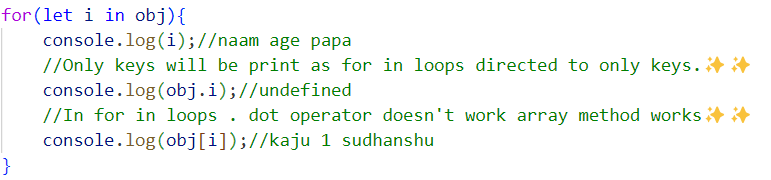 for(let i in obj){
    console.log(i);//naam age papa
    //Only keys will be print as for in loops directed to only keys.✨✨
    console.log(obj.i);//undefined
    //In for in loops . dot operator doesn't work array method works✨✨
    console.log(obj[i]);//kaju 1 sudhanshu
}